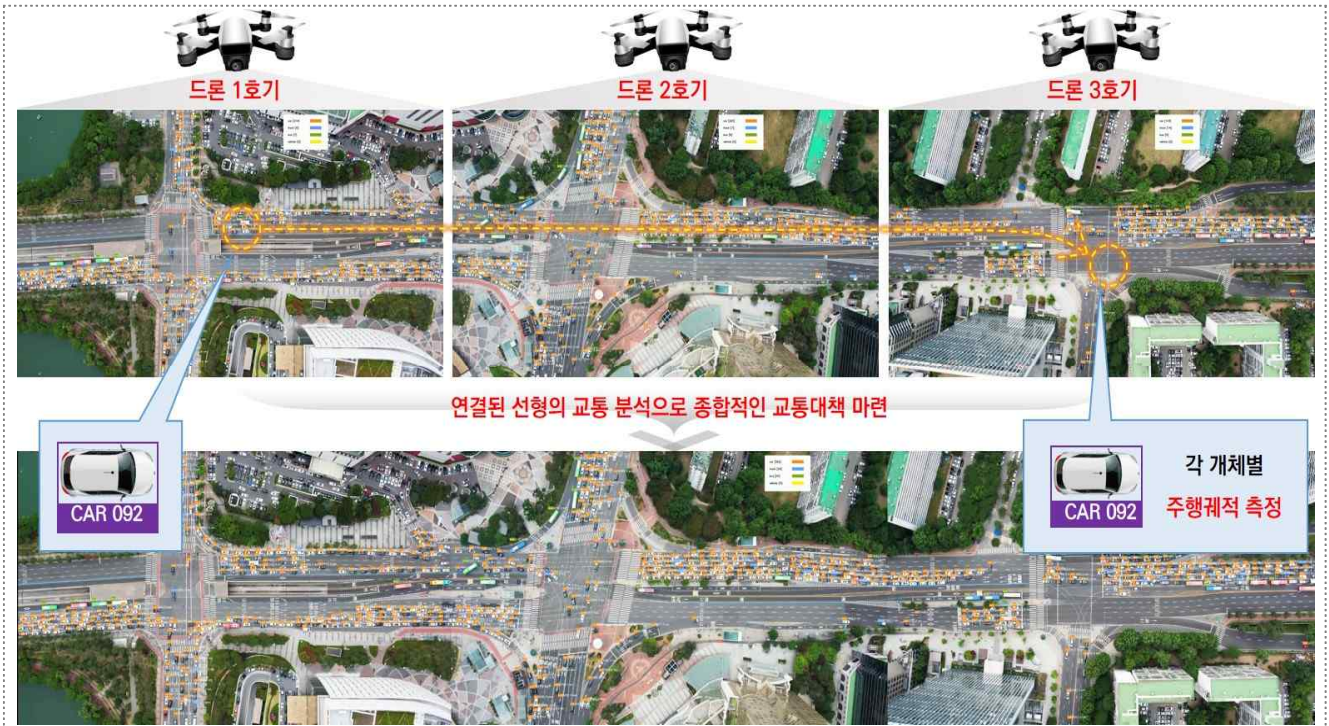 드론 1호기
드론 2호기
드론 3호기
연결된 선형의 교통 분석으로 종합적인 교통대책 마련
CAR 092
CAR 092
각 개체별
주행궤적 측정